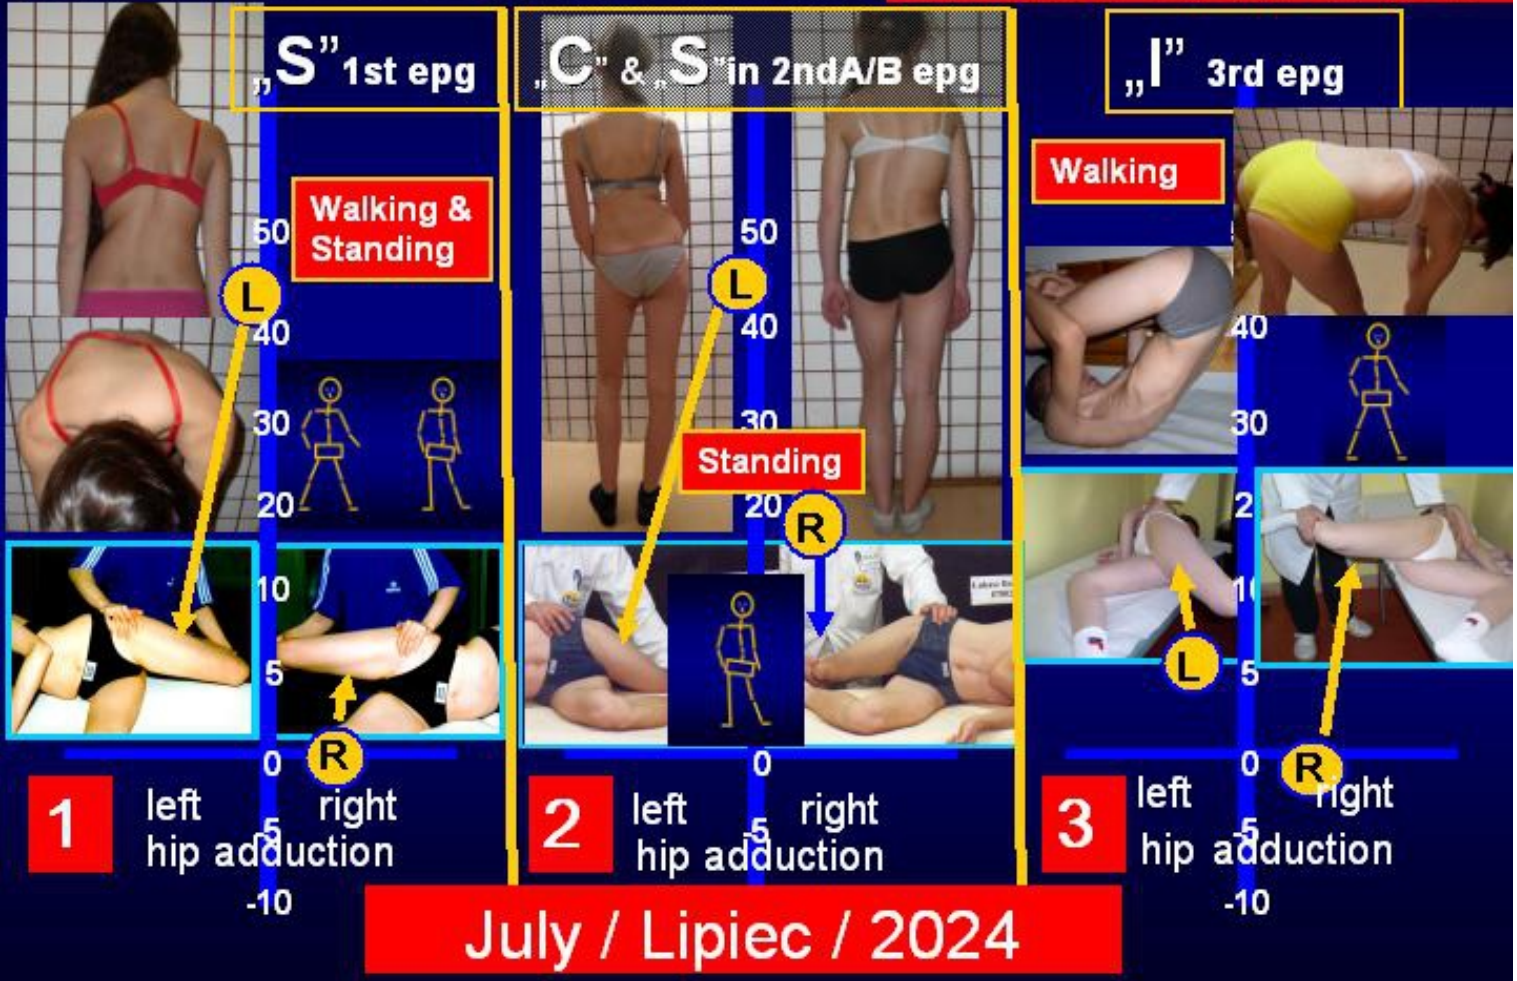 „S” 1st epg
Walking &
Standing
50
L
40
30
20
10
5
R
0
1
left right
5
hip adduction
-10
„C” & „S” in 2ndA/B epg
50
L
40
30
Standing
20
R
0
2
left right
5
hip adduction
„I” 3rd epg
Walking
40
30
2
10
L
5
0
R
3
left right
-5
hip adduction
-10
July / Lipiec / 2024